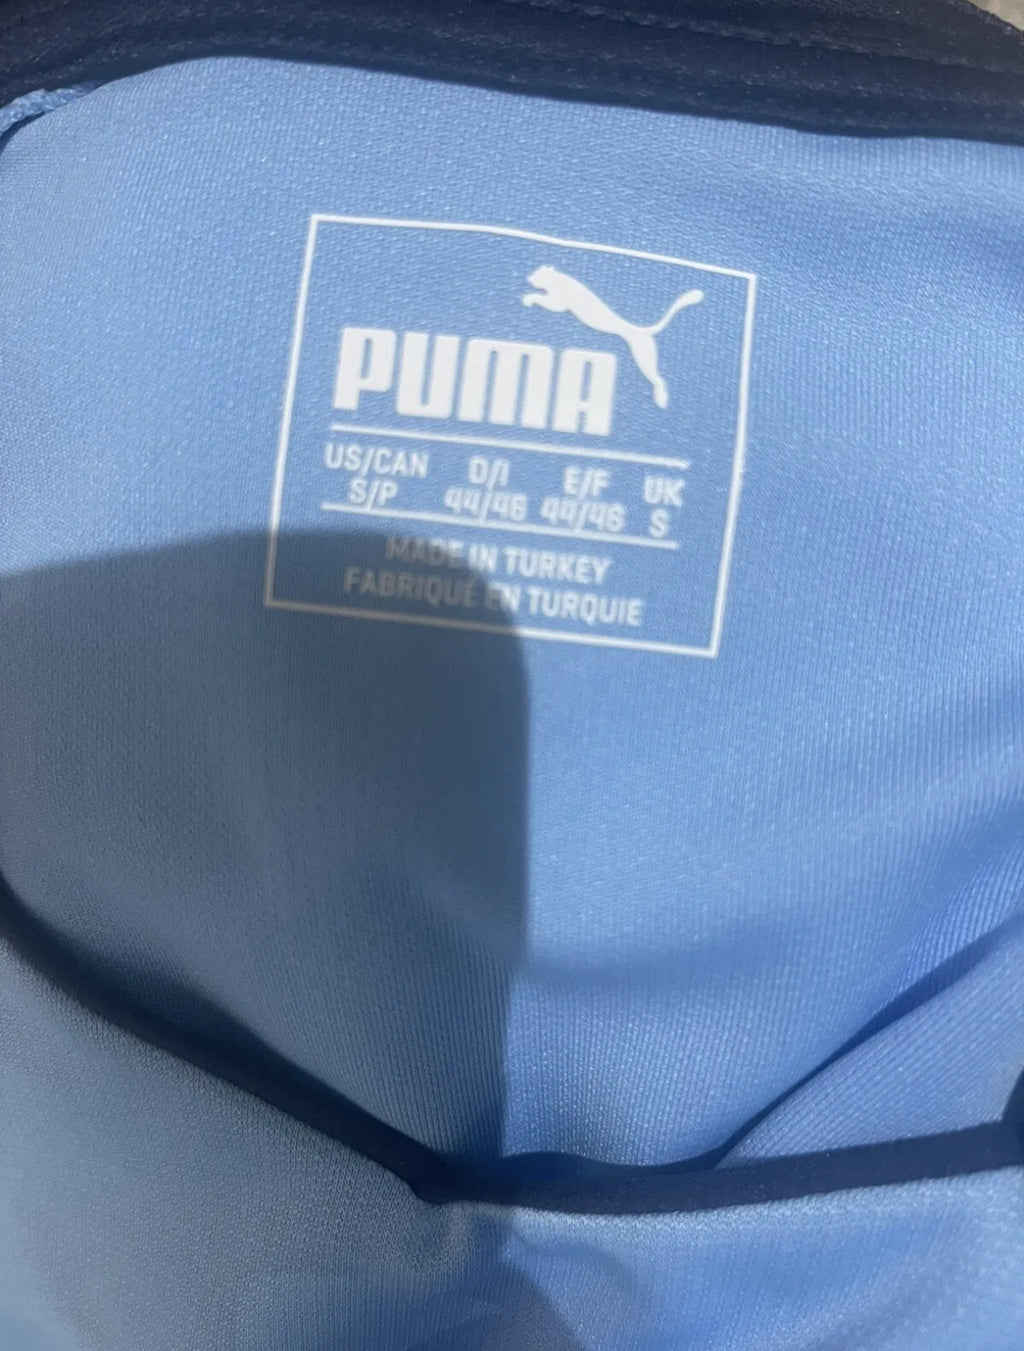 PUMA
US/CAN D/I E/F UK
S/P 44/46 44/46 S
MADE IN TURKEY
FABRIQUÉ EN TURQUIE